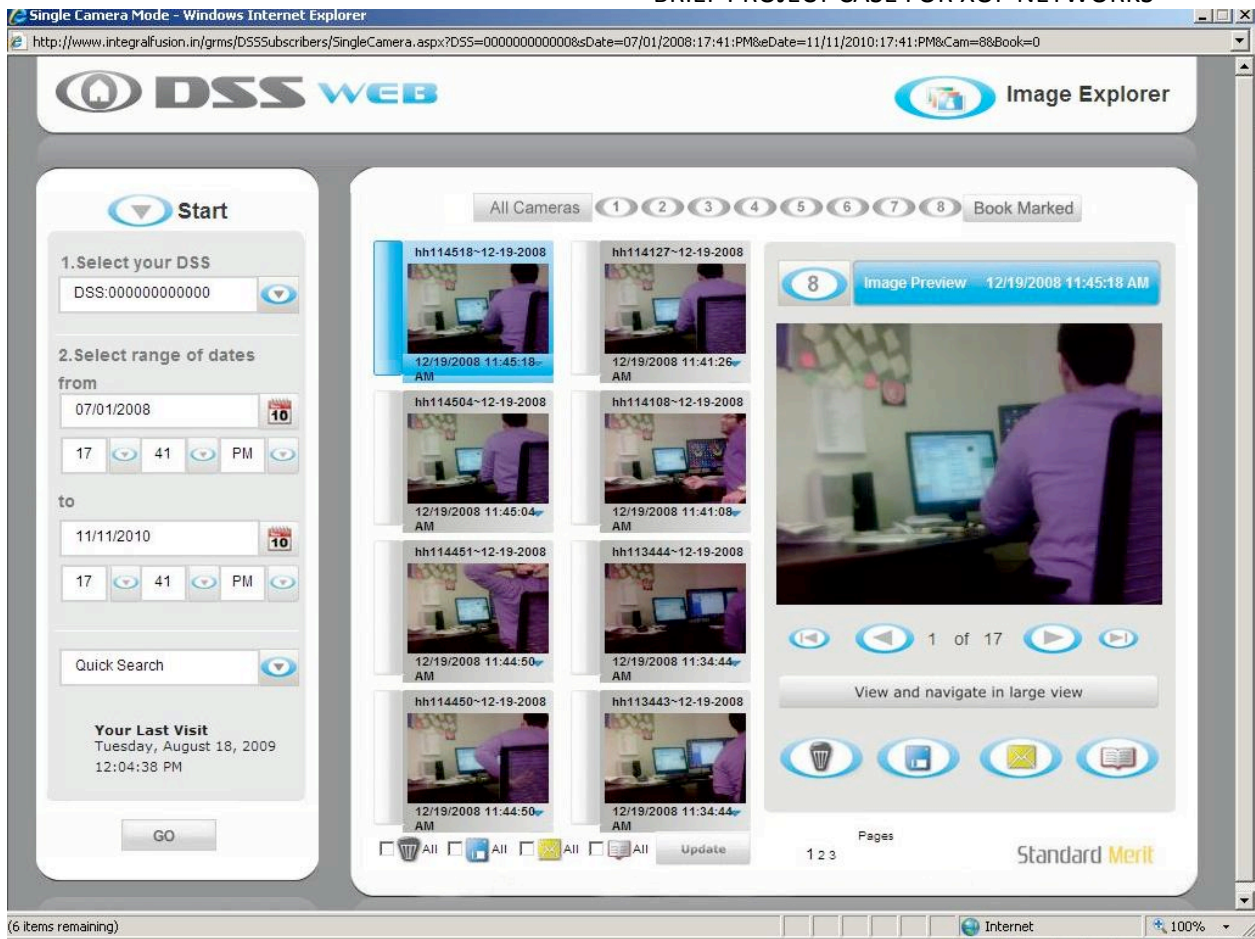 BRIEF PROJECT CASE FOR XOP NETWORKS
Single Camera Mode - Windows Internet Explorer
http://www.integralfusion.in/grms/DSSSubscribers/SingleCamera.aspx?DSS=000000000000&sDate=07/01/2008:17:41:PM&eDate=11/11/2010:17:41:PM&Cam=8&Book=0
DSS WEB
Image Explorer
Start
1.Select your DSS
DSS:000000000000
2.Select range of dates
from
07/01/2008
10
17 41 PM
to
11/11/2010
10
17 41 PM
Quick Search
Your Last Visit
Tuesday, August 18, 2009
12:04:38 PM
GO
All Cameras 1 2 3 4 5 6 7 8 Book Marked
hh114518~12-19-2008
12/19/2008 11:45:18
AM
hh114127~12-19-2008
12/19/2008 11:41:26
AM
hh114504~12-19-2008
12/19/2008 11:45:04
AM
hh114108~12-19-2008
12/19/2008 11:41:08
AM
hh114451~12-19-2008
12/19/2008 11:44:50
AM
hh113444~12-19-2008
12/19/2008 11:34:44
AM
hh114450~12-19-2008
12/19/2008 11:44:50
AM
hh113443~12-19-2008
12/19/2008 11:34:44
AM
All All All All Update
8 Image Preview 12/19/2008 11:45:18 AM
1 of 17
View and navigate in large view
Pages
1 2 3
Standard Merit
(6 items remaining)
Internet
100%